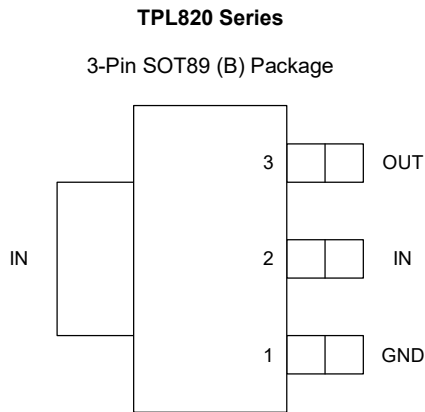 TPL820 Series
3-Pin SOT89 (B) Package
3 OUT
IN 2 IN
1 GND